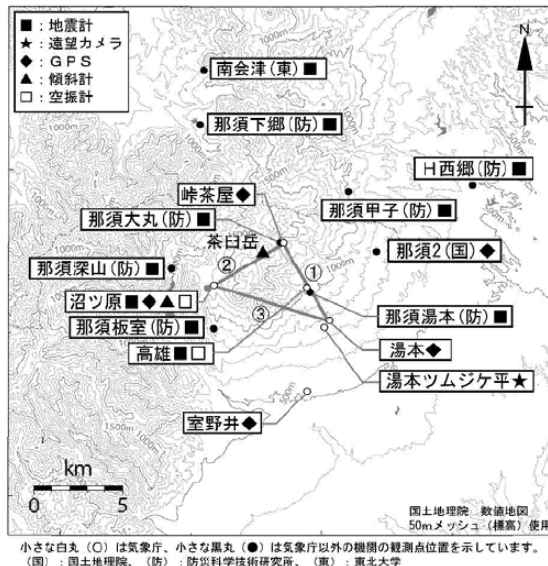 ■：地震計
★：遠望カメラ
◆：GPS
▲：傾斜計
□：空振計
N
南会津(東)■
那須下郷(防)■
H西郷(防)■
峠茶屋◆
那須甲子(防)■
那須大丸(防)■
茶臼岳
那須2(国)◆
那須深山(防)■
②
①
沼ツ原■◆▲□
③
那須湯本(防)■
那須板室(防)■
高雄■□
湯本◆
湯本ツムジケ平★
室野井◆
1000m
1000m
1000m
1000m
500m
1500m
1000m
km
0 5
国土地理院 数値地図
50mメッシュ(標高)使用
小さな白丸(○)は気象庁、小さな黒丸(●)は気象庁以外の機関の観測点位置を示しています。
(国)：国土地理院、(防)：防災科学技術研究所、(東)：東北大学